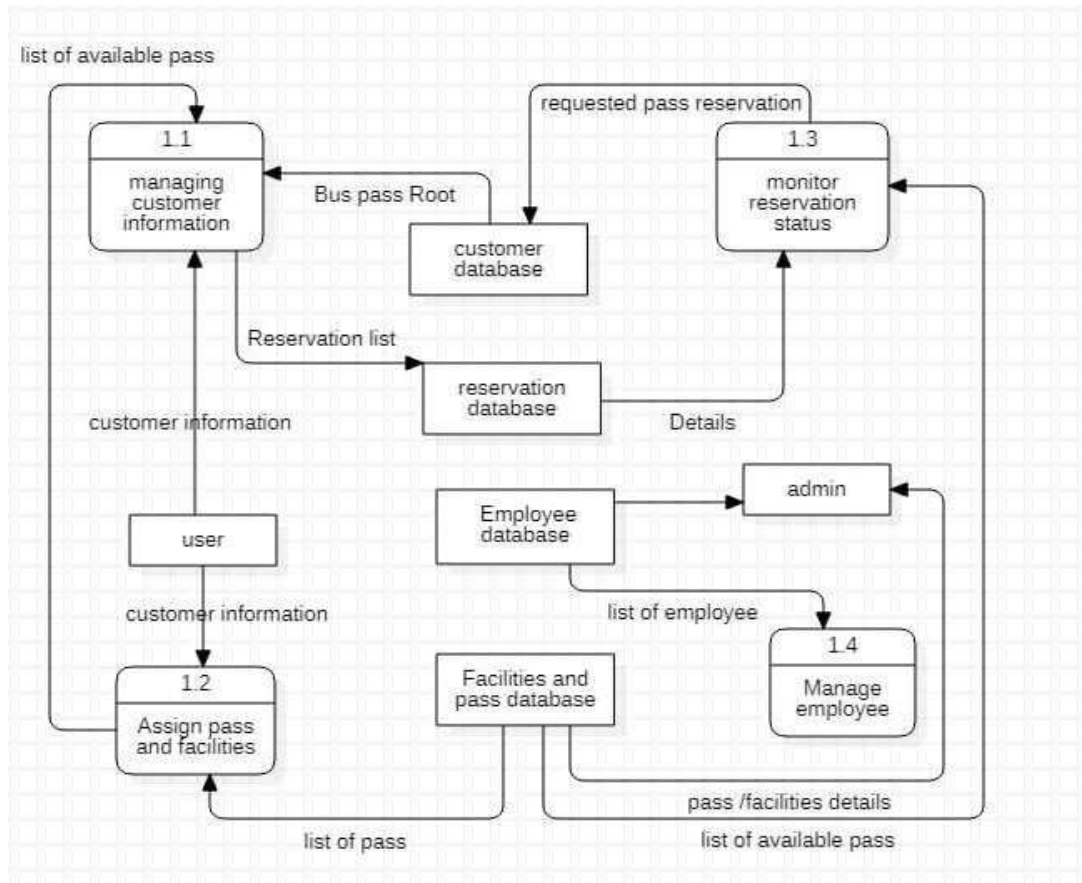 list of available pass
requested pass reservation
1.1
managing
customer
information
Bus pass Root
customer
database
1.3
monitor
reservation
status
Reservation list
reservation
database
Details
customer information
user
Employee
database
admin
customer information
list of employee
1.2
Assign pass
and facilities
Facilities and
pass database
1.4
Manage
employee
pass /facilities details
list of pass
list of available pass